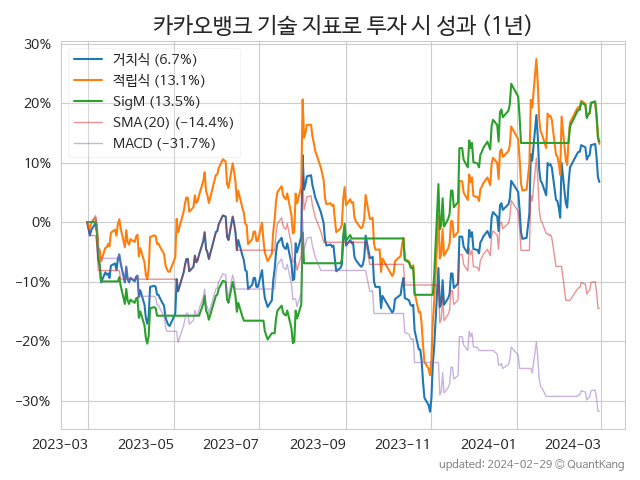 카카오뱅크 기술 지표로 투자 시 성과 (1년)
30%
20%
10%
0%
−10%
−20%
−30%
거치식 (6.7%)
적립식 (13.1%)
SigM (13.5%)
SMA(20) (−14.4%)
MACD (−31.7%)
2023−03
2023−05
2023−07
2023−09
2023−11
2024−01
2024−03
updated: 2024-02-29 ⓒ QuantKang